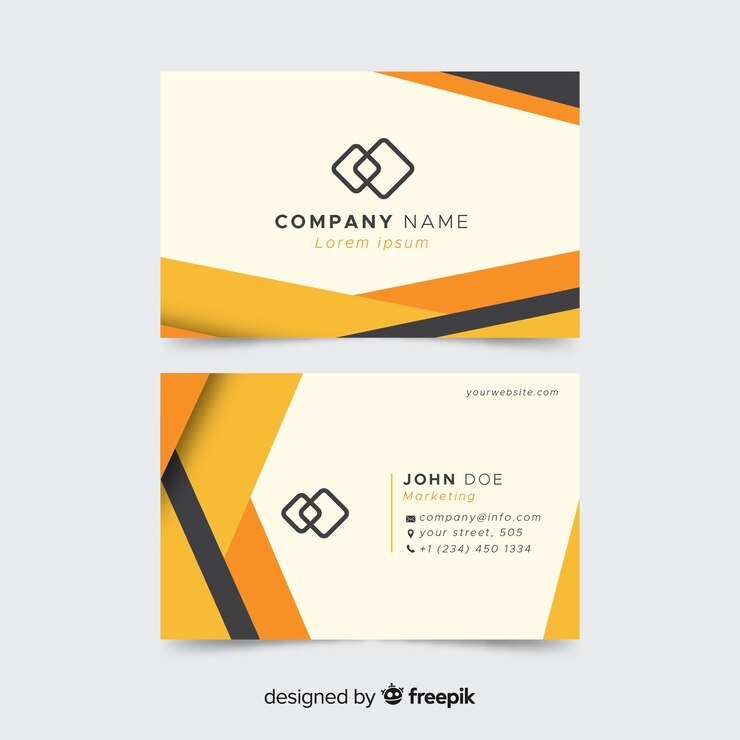 COMPANY NAME
Lorem ipsum
yourwebsite.com
JOHN DOE
Marketing
company@info.com
your street, 505
+1 (234) 450 1334
designed by freepik